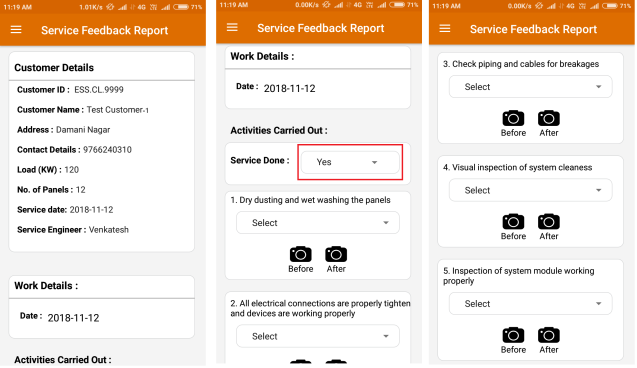 11:19 AM 1.01K/s 4G 71%
Service Feedback Report
Customer Details
Customer ID : ESS.CL.9999
Customer Name : Test Customer-1
Address : Damani Nagar
Contact Details : 9766240310
Load (KW) : 120
No. of Panels : 12
Service date: 2018-11-12
Service Engineer : Venkatesh
Work Details :
Date : 2018-11-12
Activities Carried Out :
11:19 AM 0.00K/s 4G 71%
Service Feedback Report
Work Details :
Date : 2018-11-12
Activities Carried Out :
Service Done : Yes
1. Dry dusting and wet washing the panels
Select
Before After
2. All electrical connections are properly tighten
and devices are working properly
Select
11:19 AM 0.00K/s 4G 71%
Service Feedback Report
3. Check piping and cables for breakages
Select
Before After
4. Visual inspection of system cleaness
Select
Before After
5. Inspection of system module working
properly
Select
Before After